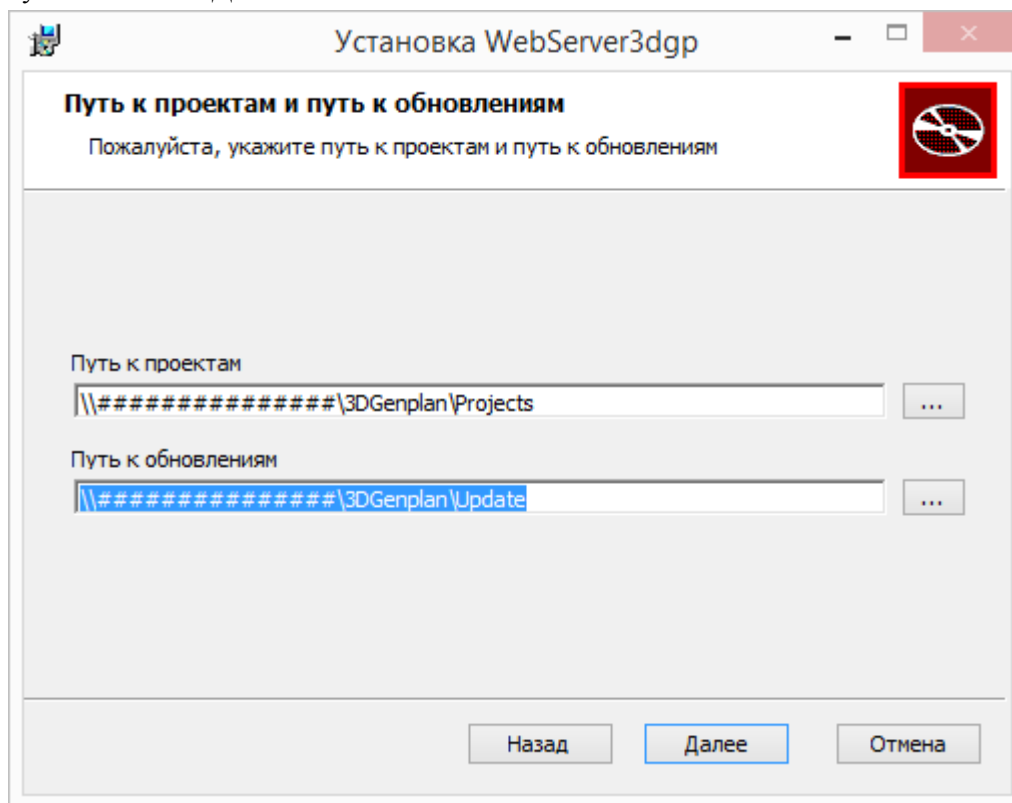 Установка WebServer3dgp
Путь к проектам и путь к обновлениям
Пожалуйста, укажите путь к проектам и путь к обновлениям
Путь к проектам
\\###############\3DGenplan\Projects
...
Путь к обновлениям
\\###############\3DGenplan\Update
...
Назад
Далее
Отмена